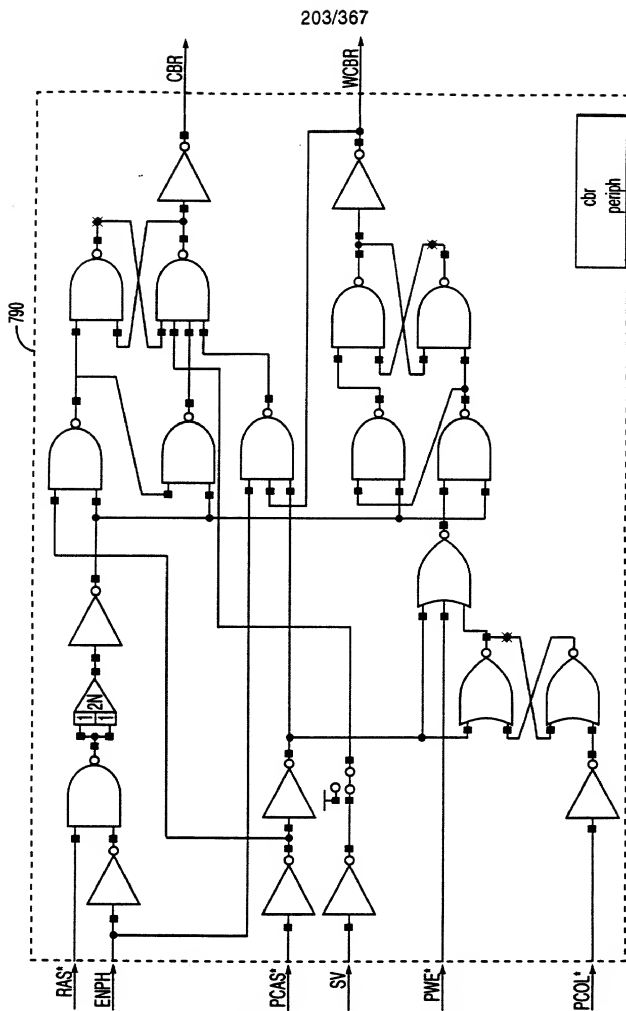 203/367
790
CBR
WCBR
cbr
periph
1
2N
1
RAS*
ENPH
PCAS*
SV
PWE*
PCOL*